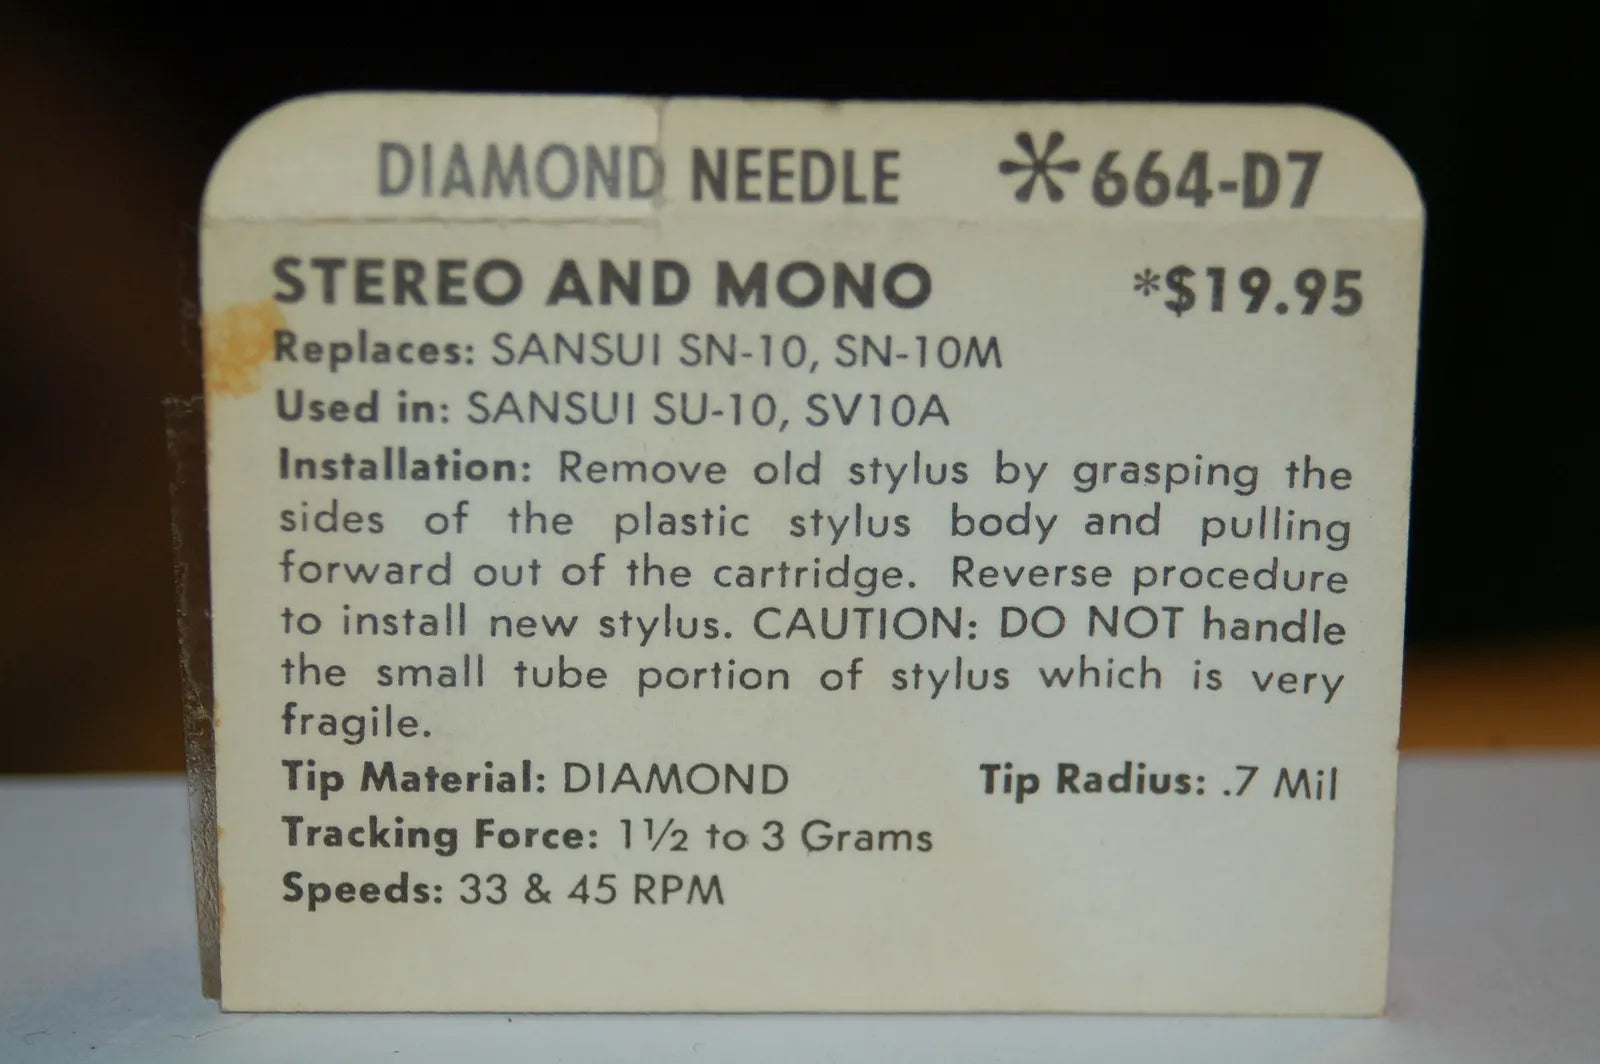 DIAMOND NEEDLE *664-D7
STEREO AND MONO *$19.95
Replaces: SANSUI SN-10, SN-10M
Used in: SANSUI SU-10, SV10A
Installation: Remove old stylus by grasping the
sides of the plastic stylus body and pulling
forward out of the cartridge. Reverse procedure
to install new stylus. CAUTION: DO NOT handle
the small tube portion of stylus which is very
fragile.
Tip Material: DIAMOND Tip Radius: .7 Mil
Tracking Force: 1½ to 3 Grams
Speeds: 33 & 45 RPM